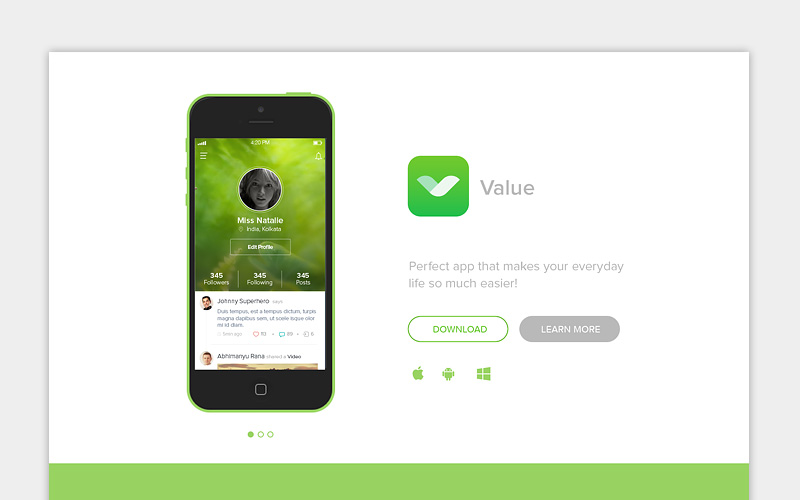 4:20 PM
Miss Natalie
India, Kolkata
Edit Profile
345 345 345
Followers Following Posts
Johnny Superhero says
Duis tempus, est a tempus dictum, turpis
magna dapibus sem, ut scele isque olor
mi id diam.
5min ago 110 89 6
Abhimanyu Rana shared a Video
Value
Perfect app that makes your everyday
life so much easier!
DOWNLOAD LEARN MORE